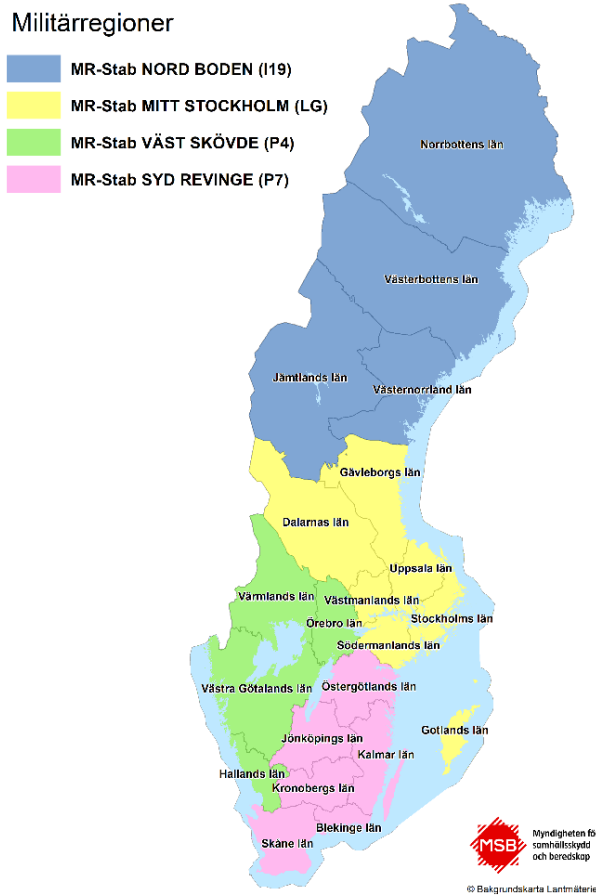 Militärregioner
MR-Stab NORD BODEN (I19)
MR-Stab MITT STOCKHOLM (LG)
MR-Stab VÄST SKÖVDE (P4)
MR-Stab SYD REVINGE (P7)
Norrbottens län
Västerbottens län
Jämtlands län
Västernorrland län
Gävleborgs län
Dalarnas län
Uppsala län
Värmlands län
Västmanlands län
Örebro län
Stockholms län
Södermanlands län
Västra Götalands län
Östergötlands län
Gotlands län
Jönköpings län
Kalmar län
Hallands län
Kronobergs län
Blekinge län
Skåne län
MSB
Myndigheten fö
samhällsskydd
och beredskap
© Bakgrundskarta Lantmäterie